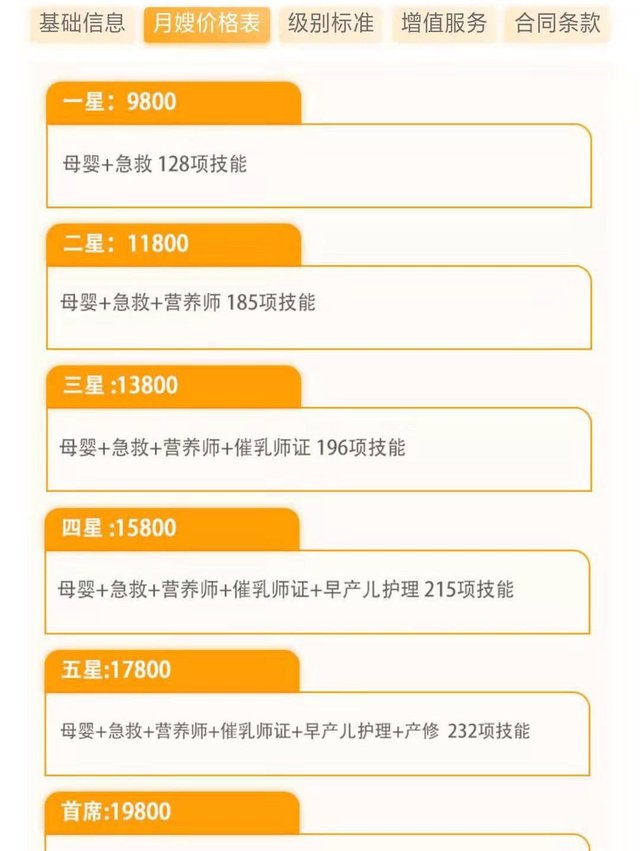 基础信息 月嫂价格表 级别标准 增值服务 合同条款
一星：9800
母婴+急救 128项技能
二星：11800
母婴+急救+营养师 185项技能
三星 :13800
母婴+急救+营养师+催乳师证 196项技能
四星 :15800
母婴+急救+营养师+催乳师证+早产儿护理 215项技能
五星:17800
母婴+急救+营养师+催乳师证+早产儿护理+产修 232项技能
首席:19800